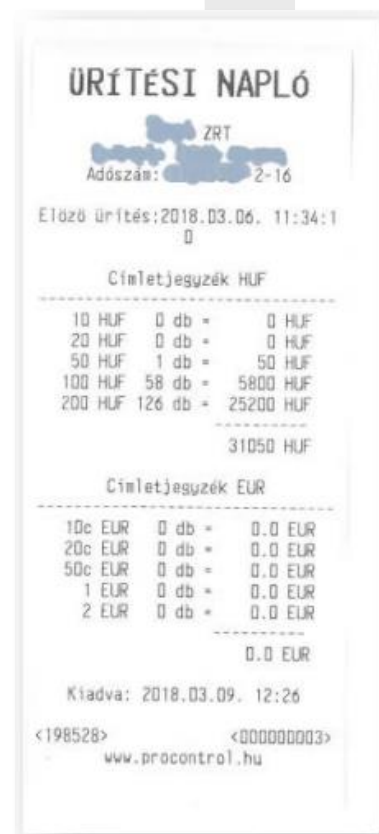 ÜRÍTÉSI NAPLÓ
ZRT
Adószám: 2-16
Előző ürítés:2018.03.06. 11:34:1
0
Címletjegyzék HUF
10 HUF 0 db = 0 HUF
20 HUF 0 db = 0 HUF
50 HUF 1 db = 50 HUF
100 HUF 58 db = 5800 HUF
200 HUF 126 db = 25200 HUF
31050 HUF
Címletjegyzék EUR
10c EUR 0 db = 0.0 EUR
20c EUR 0 db = 0.0 EUR
50c EUR 0 db = 0.0 EUR
1 EUR 0 db = 0.0 EUR
2 EUR 0 db = 0.0 EUR
0.0 EUR
Kiadva: 2018.03.09. 12:26
<198528> <000000003>
www.procontrol.hu